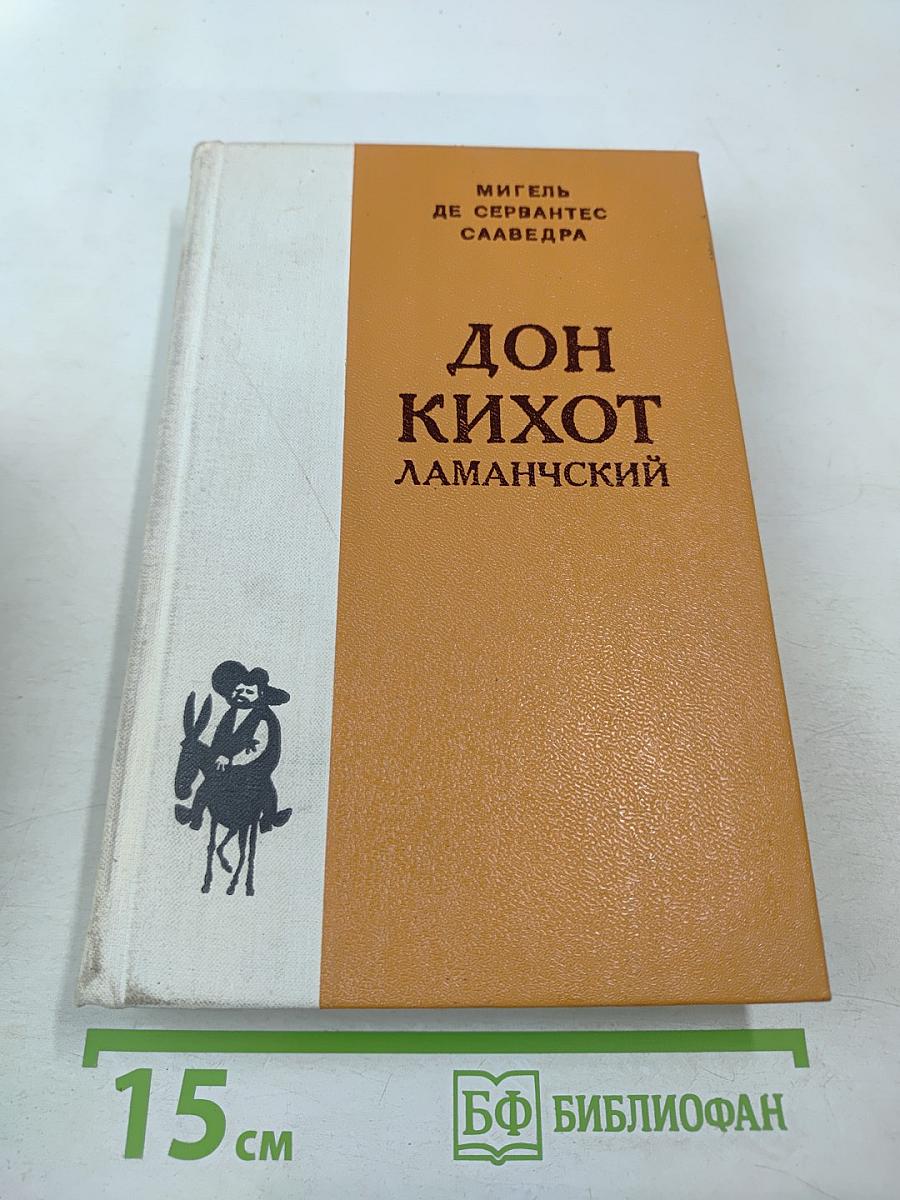 МИГЕЛЬ
ДЕ СЕРВАНТЕС
СААВЕДРА
ДОН
КИХОТ
ЛАМАНЧСКИЙ
15 см
БФ БИБЛИОФАН